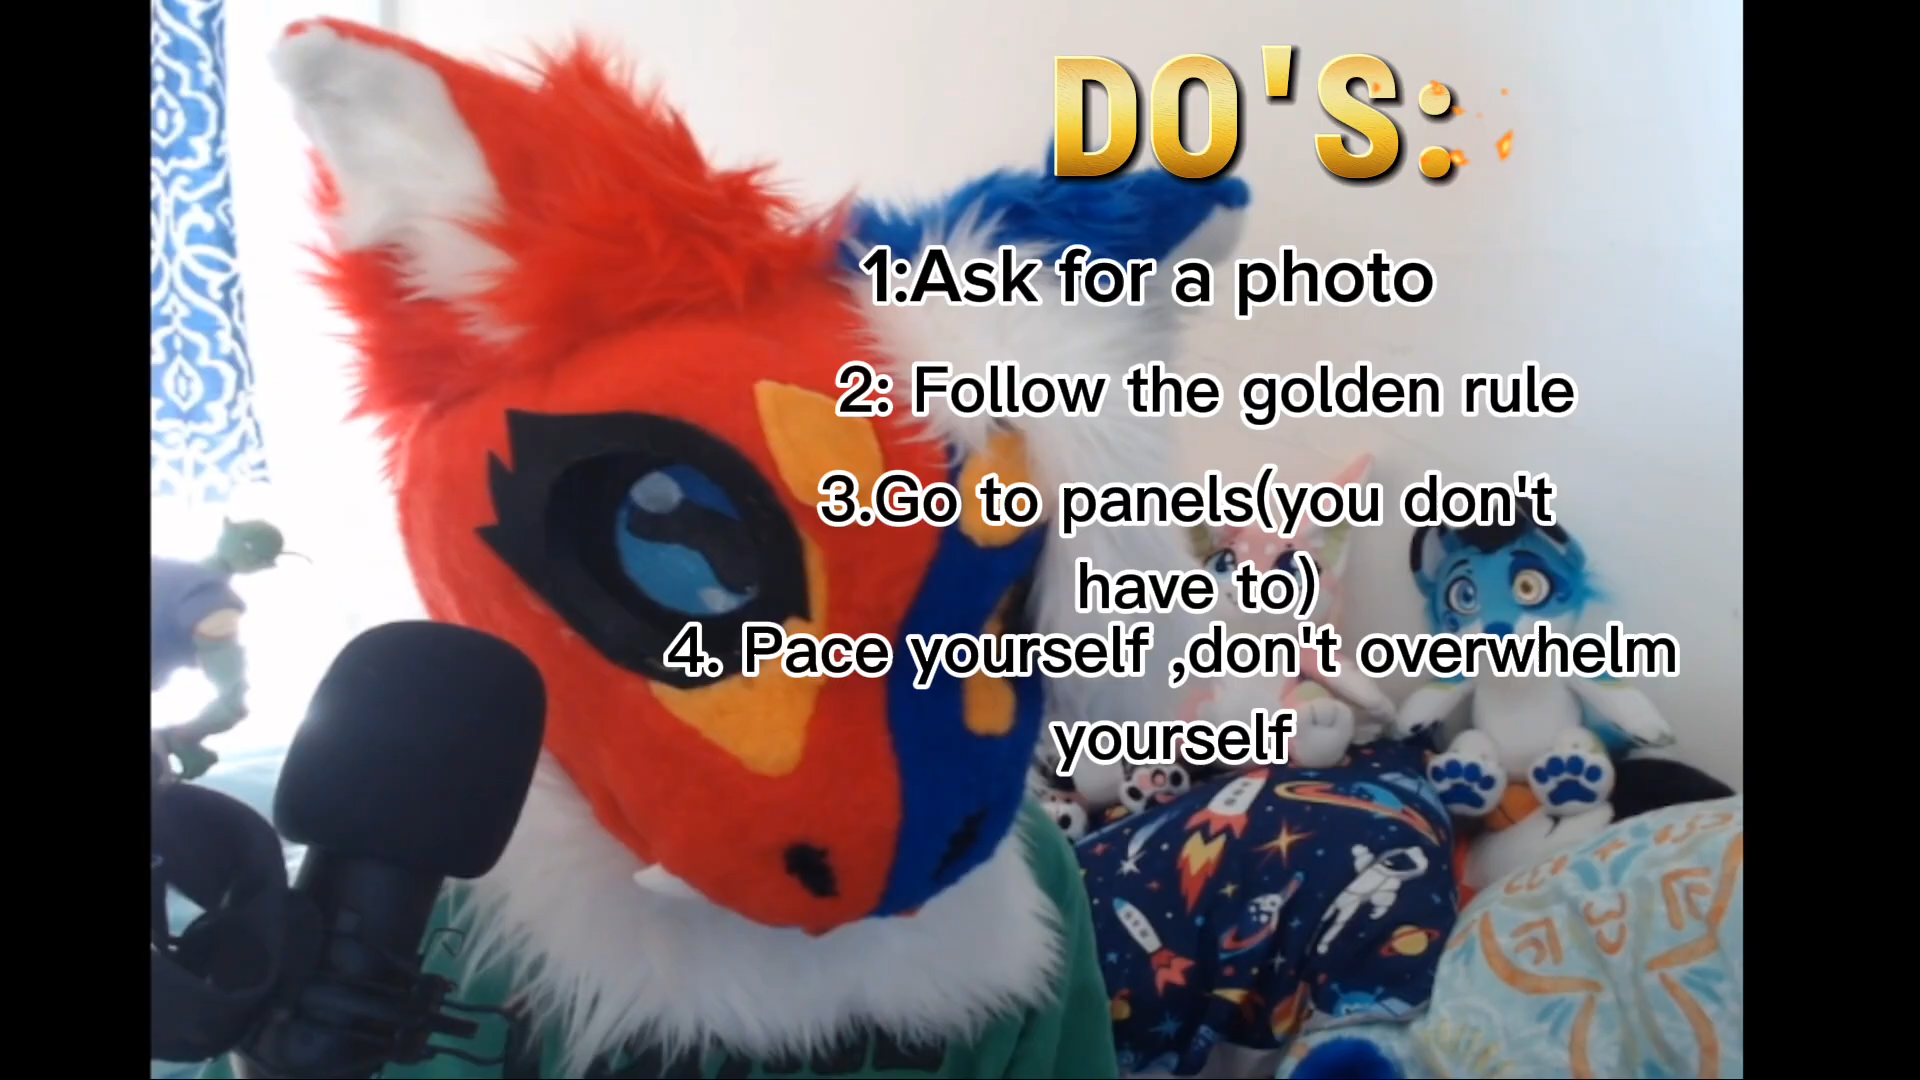 DO'S:
1:Ask for a photo
2: Follow the golden rule
3.Go to panels(you don't
have to)
4. Pace yourself ,don't overwhelm
yourself